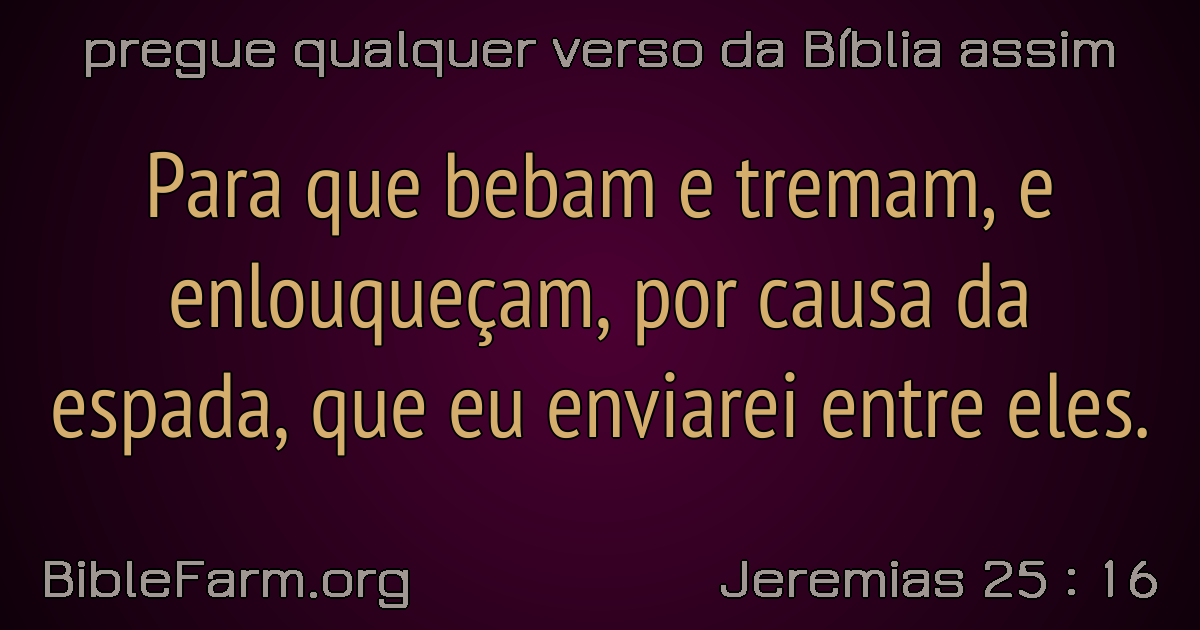 pregue qualquer verso da Bíblia assim
Para que bebam e tremam, e
enlouqueçam, por causa da
espada, que eu enviarei entre eles.
BibleFarm.org
Jeremias 25 : 16